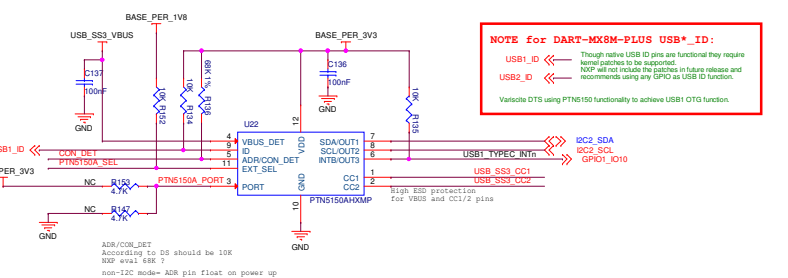 BASE_PER_1V8
USB_SS3_VBUS
BASE_PER_3V3
C137
100nF
GND
10K
R152
10K
R134
68K 1%
R136
C136
100nF
GND
10K
R135
U22
4 VBUS_DET
9 ID
5 ADR/CON_DET
11 EXT_SEL
3 PORT
12
VDD
GND
10
SDA/OUT1 7
SCL/OUT2 8
INTB/OUT3 6
CC1 1
CC2 2
PTN5150AHXMP
I2C2_SDA
I2C2_SCL
USB1_TYPEC_INTn
GPIO1_IO10
USB_SS3_CC1
USB_SS3_CC2
High ESD protection
for VBUS and CC1/2 pins
SB1_ID
CON_DET
PTN5150A_SEL
PER_3V3
NC
R153
4.7K
PTN5150A_PORT
NC
R147
4.7K
GND
GND
ADR/CON_DET
According to DS should be 10K
NXP eval 68K ?
non-I2C mode= ADR pin float on power up
NOTE for DART-MX8M-PLUS USB*_ID:
USB1_ID
USB2_ID
Though native USB ID pins are functional they require
kernel patches to be supported.
NXP will not include the patches in future release and
recommends using any GPIO as USB ID function.
Variscite DTS using PTN5150 functionality to achieve USB1 OTG function.